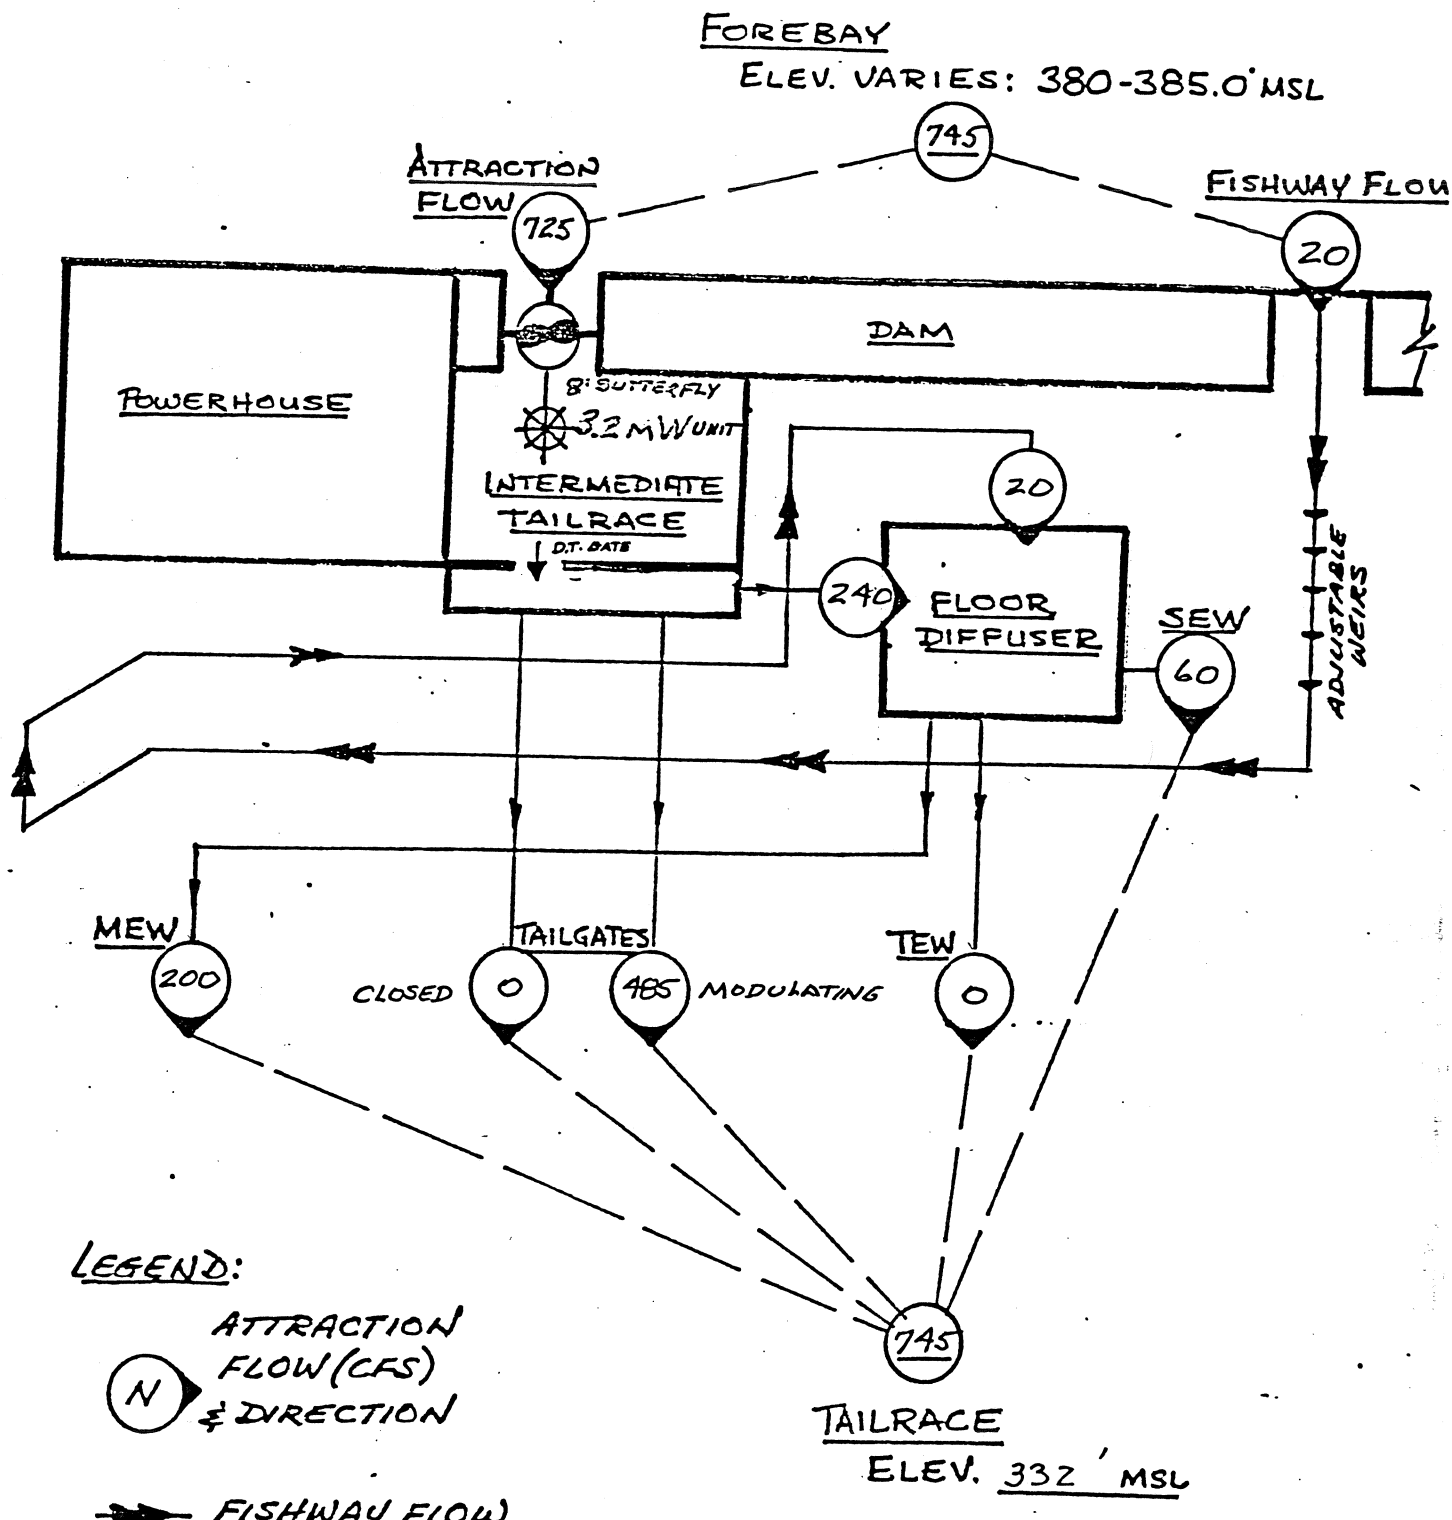 FOREBAY
ELEV. VARIES: 380-385.0' MSL
745
ATTRACTION
FLOW
725
FISHWAY FLOW
20
DAM
POWERHOUSE
8' BUTTERFLY
3.2 MW UNIT
INTERMEDIATE
TAILRACE
D.T. GATE
20
240
FLOOR
DIFFUSER
SEW
60
ADJUSTABLE
WEIRS
MEW
200
TAILGATES
CLOSED
0
485
MODULATING
TEW
0
LEGEND:
ATTRACTION
FLOW (CFS)
& DIRECTION
N
FISHWAY FLOW
745
TAILRACE
ELEV. 332 ' MSL